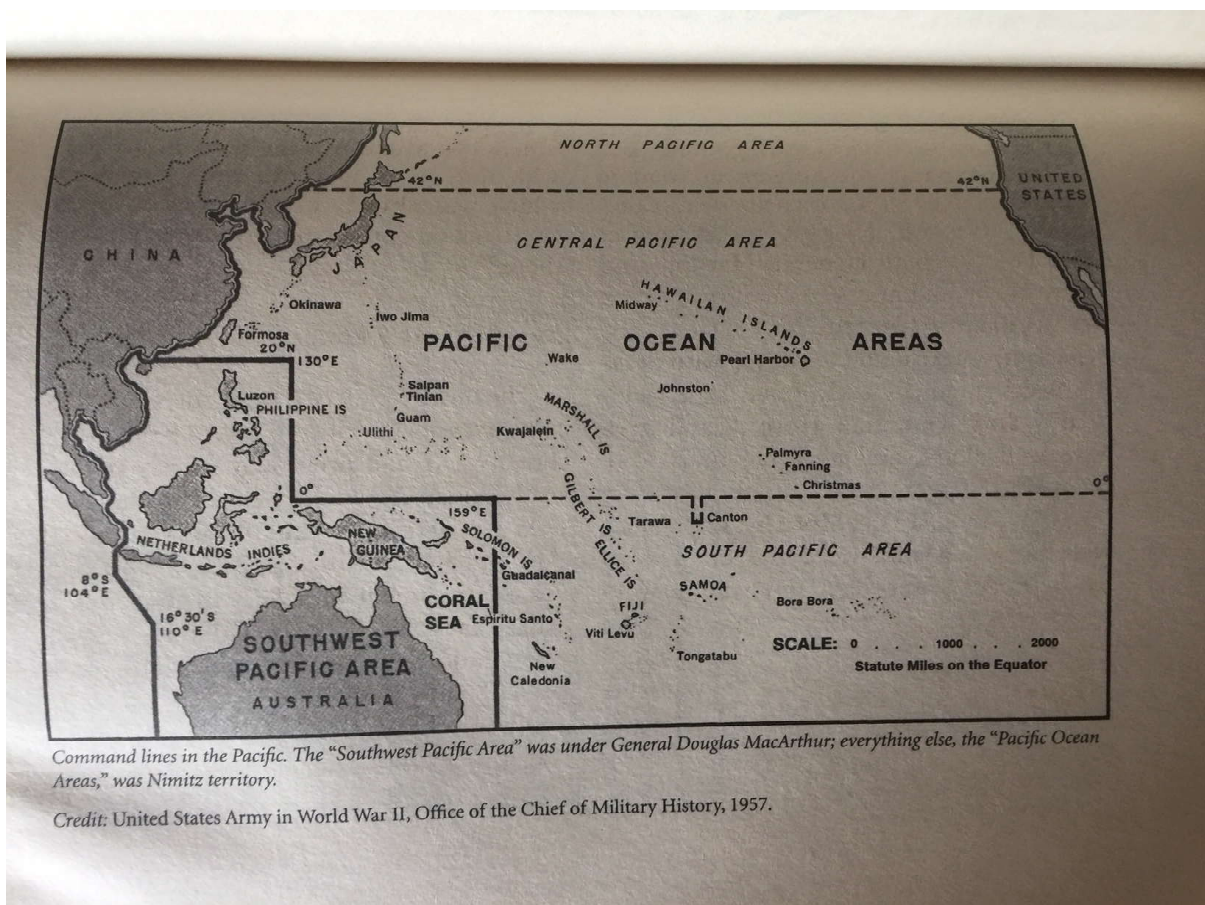 NORTH PACIFIC AREA
42°N
42°N
UNITED
STATES
CHINA
JAPAN
CENTRAL PACIFIC AREA
HAWAIIAN ISLANDS
Midway
Okinawa
Iwo Jima
Formosa
20°N
130°E
PACIFIC OCEAN AREAS
Wake
Pearl Harbor
Johnston
Luzon
PHILIPPINE IS
Saipan
Tinian
Guam
Ulithi
MARSHALL IS
Kwajalein
Palmyra
Fanning
Christmas
0°
0°
159°E
GILBERT IS
Tarawa
Canton
SOLOMON IS
NEW
GUINEA
NETHERLANDS INDIES
ELLICE IS
SOUTH PACIFIC AREA
Guadalcanal
8°S
104°E
SAMOA
CORAL
SEA
Espiritu Santo
FIJI
Viti Levu
Bora Bora
16°30'S
110°E
SOUTHWEST
PACIFIC AREA
AUSTRALIA
New
Caledonia
Tongatabu
SCALE: 0 . . . 1000 . . . 2000
Statute Miles on the Equator
Command lines in the Pacific. The “Southwest Pacific Area” was under General Douglas MacArthur; everything else, the “Pacific Ocean
Areas,” was Nimitz territory.
Credit: United States Army in World War II, Office of the Chief of Military History, 1957.